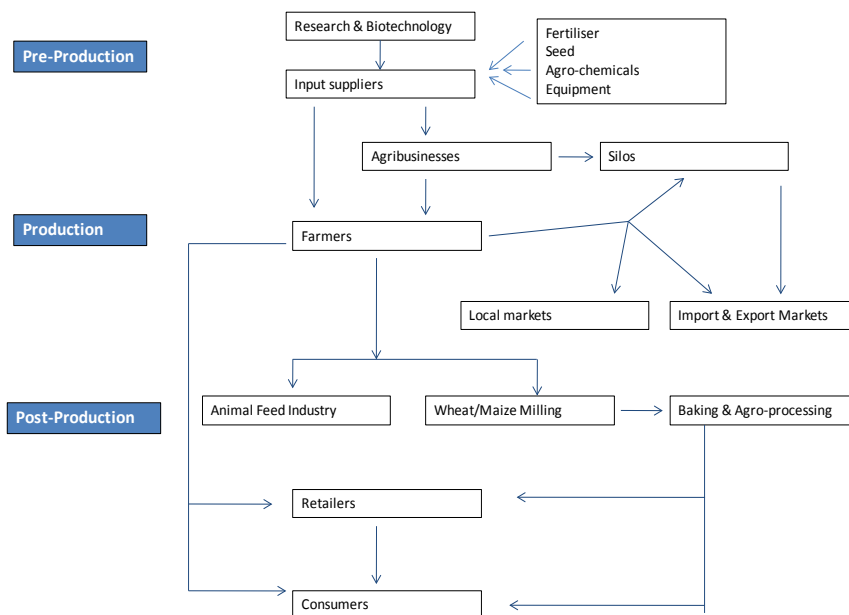 Research & Biotechnology
Fertiliser
Seed
Agro-chemicals
Equipment
Pre-Production
Input suppliers
Agribusinesses
Silos
Production
Farmers
Local markets
Import & Export Markets
Post-Production
Animal Feed Industry
Wheat/Maize Milling
Baking & Agro-processing
Retailers
Consumers